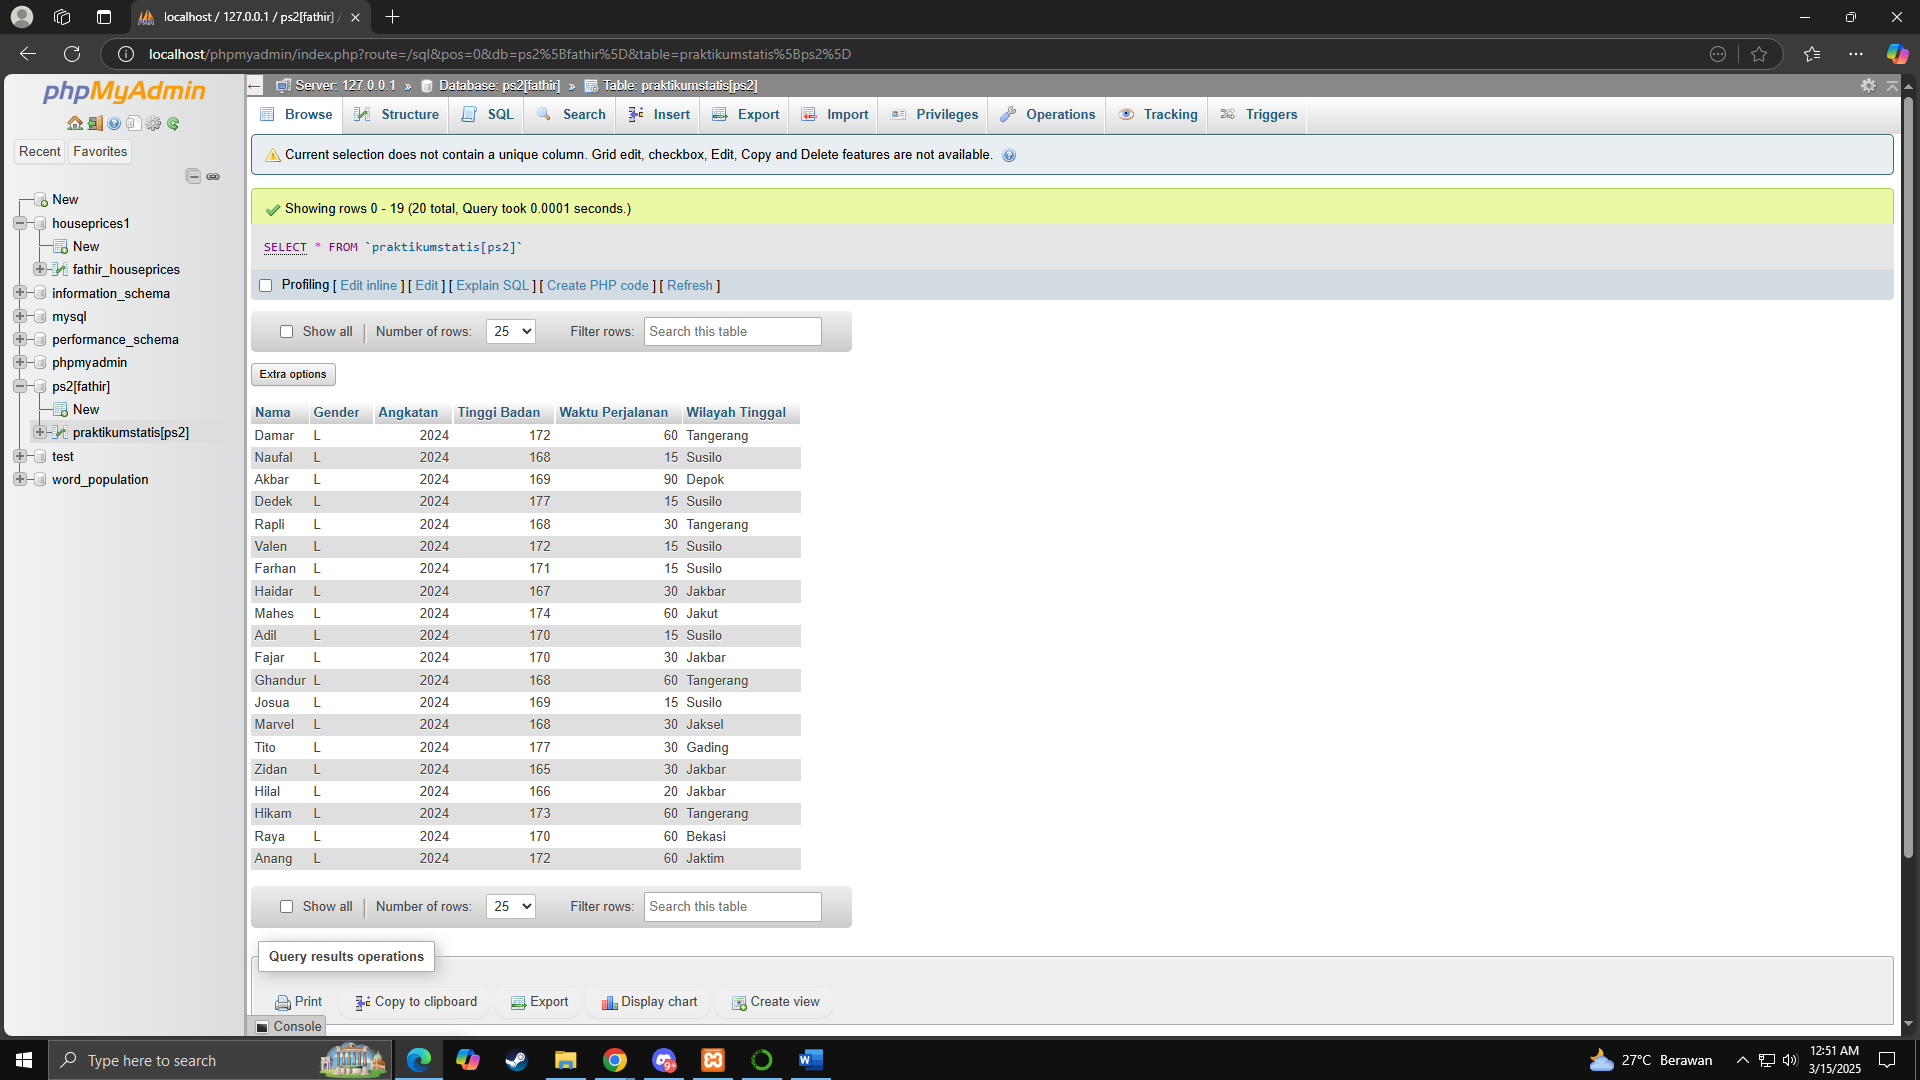 localhost / 127.0.0.1 / ps2[fathir] /
localhost/phpmyadmin/index.php?route=/sql&pos=0&db=ps2%5Bfathir%5D&table=praktikumstatis%5Bps2%5D
phpMyAdmin
Recent Favorites
New
houseprices1
New
fathir_houseprices
information_schema
mysql
performance_schema
phpmyadmin
ps2[fathir]
New
praktikumstatis[ps2]
test
word_population
Server: 127.0.0.1 » Database: ps2[fathir] » Table: praktikumstatis[ps2]
Browse Structure SQL Search Insert Export Import Privileges Operations Tracking Triggers
Current selection does not contain a unique column. Grid edit, checkbox, Edit, Copy and Delete features are not available.
Showing rows 0 - 19 (20 total, Query took 0.0001 seconds.)
SELECT * FROM `praktikumstatis[ps2]`
Profiling [ Edit inline ] [ Edit ] [ Explain SQL ] [ Create PHP code ] [ Refresh ]
Show all | Number of rows: 25 Filter rows: Search this table
Extra options
Nama Gender Angkatan Tinggi Badan Waktu Perjalanan Wilayah Tinggal
Damar L 2024 172 60 Tangerang
Naufal L 2024 168 15 Susilo
Akbar L 2024 169 90 Depok
Dedek L 2024 177 15 Susilo
Rapli L 2024 168 30 Tangerang
Valen L 2024 172 15 Susilo
Farhan L 2024 171 15 Susilo
Haidar L 2024 167 30 Jakbar
Mahes L 2024 174 60 Jakut
Adil L 2024 170 15 Susilo
Fajar L 2024 170 30 Jakbar
Ghandur L 2024 168 60 Tangerang
Josua L 2024 169 15 Susilo
Marvel L 2024 168 30 Jaksel
Tito L 2024 177 30 Gading
Zidan L 2024 165 30 Jakbar
Hilal L 2024 166 20 Jakbar
Hikam L 2024 173 60 Tangerang
Raya L 2024 170 60 Bekasi
Anang L 2024 172 60 Jaktim
Show all | Number of rows: 25 Filter rows: Search this table
Query results operations
Print Copy to clipboard Export Display chart Create view
Console
Type here to search
9+
27°C Berawan
12:51 AM
3/15/2025